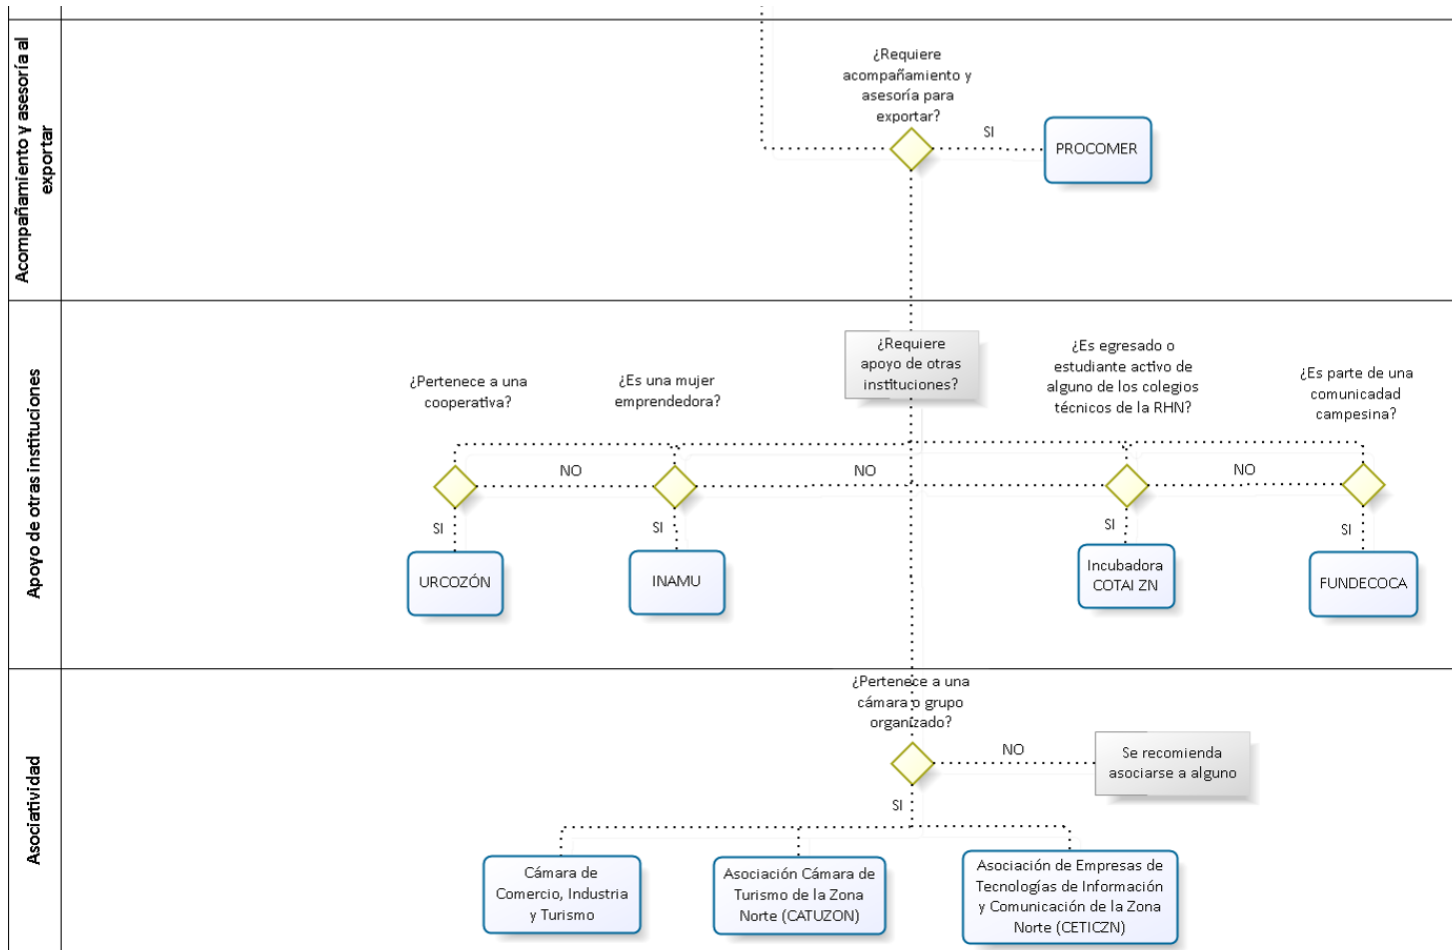 Acompañamiento y asesoría al
exportar
¿Requiere
acompañamiento y
asesoría para
exportar?
SI
PROCOMER
Apoyo de otras instituciones
¿Requiere
apoyo de otras
instituciones?
¿Pertenece a una
cooperativa?
¿Es una mujer
emprendedora?
¿Es egresado o
estudiante activo de
alguno de los colegios
técnicos de la RHN?
¿Es parte de una
comunicadad
campesina?
NO
NO
NO
SI
SI
SI
SI
URCOZÓN
INAMU
Incubadora
COTAI ZN
FUNDECOCA
Asociatividad
¿Pertenece a una
cámara o grupo
organizado?
NO
Se recomienda
asociarse a alguno
SI
Cámara de
Comercio, Industria
y Turismo
Asociación Cámara de
Turismo de la Zona
Norte (CATUZON)
Asociación de Empresas de
Tecnologías de Información
y Comunicación de la Zona
Norte (CETICZN)